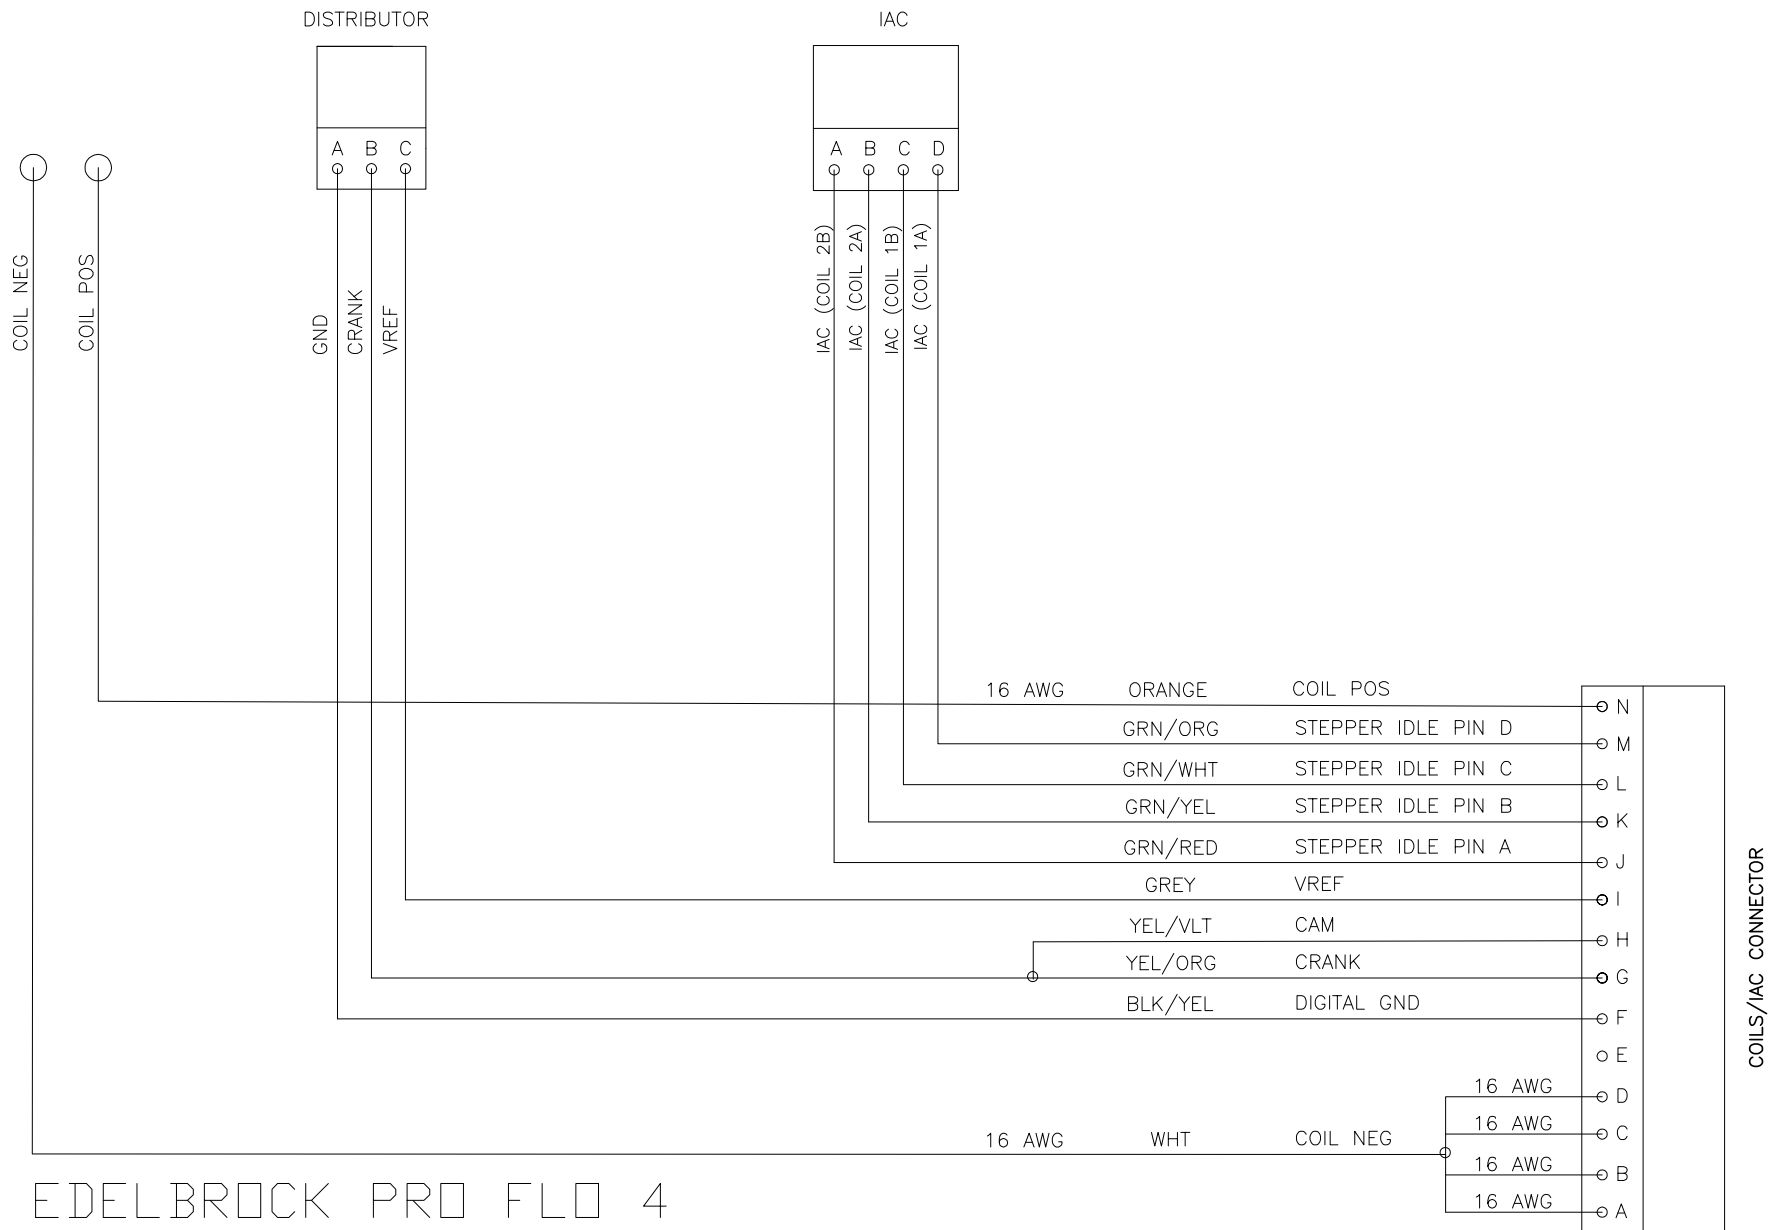 DISTRIBUTOR
IAC
A B C
A B C D
COIL NEG
COIL POS
GND
CRANK
VREF
IAC (COIL 2B)
IAC (COIL 2A)
IAC (COIL 1B)
IAC (COIL 1A)
16 AWG ORANGE COIL POS N
GRN/ORG STEPPER IDLE PIN D M
GRN/WHT STEPPER IDLE PIN C L
GRN/YEL STEPPER IDLE PIN B K
GRN/RED STEPPER IDLE PIN A J
GREY VREF I
YEL/VLT CAM H
YEL/ORG CRANK G
BLK/YEL DIGITAL GND F
E
16 AWG D
16 AWG C
16 AWG WHT COIL NEG
16 AWG B
16 AWG A
COILS/IAC CONNECTOR
EDELBROCK PRO FLO 4